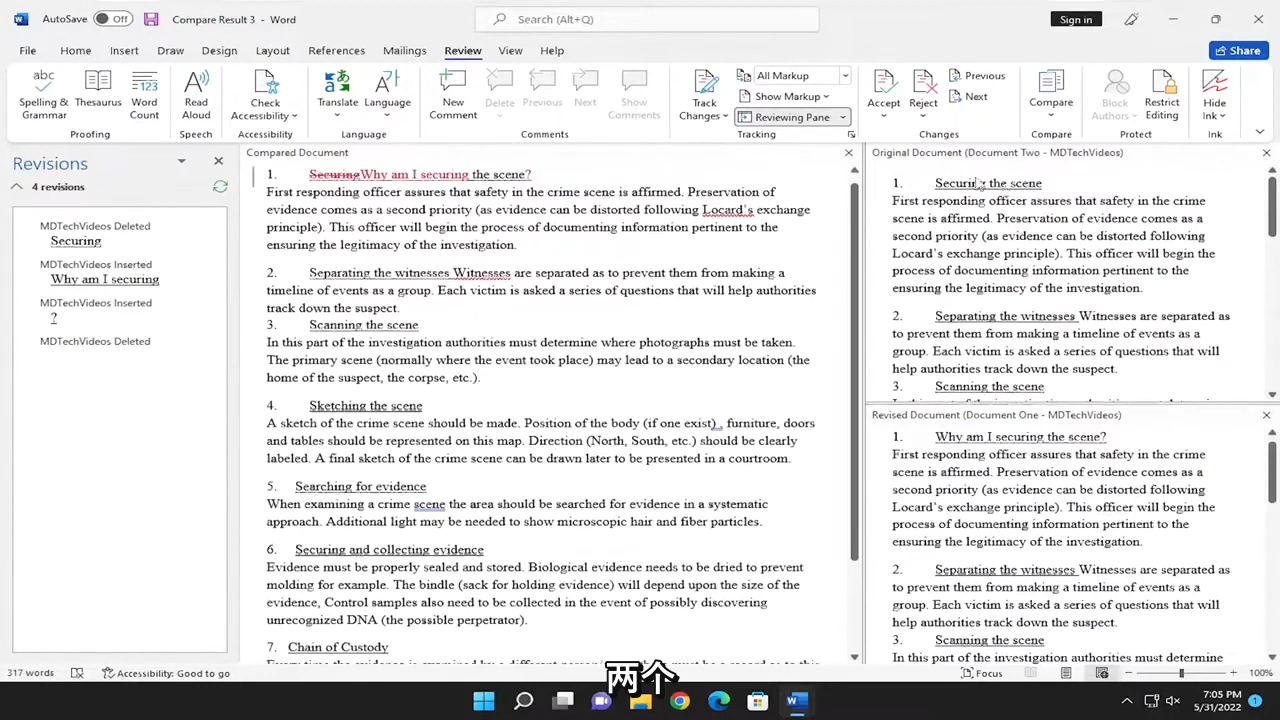 AutoSave Off Compare Result 3 - Word Search (Alt+Q) Sign in
File Home Insert Draw Design Layout References Mailings Review View Help Share
abc
Spelling & Grammar
Thesaurus
123
Word Count
Proofing
Read Aloud
Speech
Check Accessibility
Accessibility
Translate
Language
Language
New Comment
Delete
Previous
Next
Show Comments
Comments
Track Changes
All Markup
Show Markup
Reviewing Pane
Tracking
Accept
Reject
Previous
Next
Changes
Compare
Compare
Block Authors
Restrict Editing
Protect
Hide Ink
Ink
Revisions
4 revisions
MDTechVideos Deleted
Securing
MDTechVideos Inserted
Why am I securing
MDTechVideos Inserted
?
MDTechVideos Deleted
Compared Document
1. SecuringWhy am I securing the scene?
First responding officer assures that safety in the crime scene is affirmed. Preservation of
evidence comes as a second priority (as evidence can be distorted following Locard's exchange
principle). This officer will begin the process of documenting information pertinent to the
ensuring the legitimacy of the investigation.
2. Separating the witnesses Witnesses are separated as to prevent them from making a
timeline of events as a group. Each victim is asked a series of questions that will help authorities
track down the suspect.
3. Scanning the scene
In this part of the investigation authorities must determine where photographs must be taken.
The primary scene (normally where the event took place) may lead to a secondary location (the
home of the suspect, the corpse, etc.).
4. Sketching the scene
A sketch of the crime scene should be made. Position of the body (if one exist) , furniture, doors
and tables should be represented on this map. Direction (North, South, etc.) should be clearly
labeled. A final sketch of the crime scene can be drawn later to be presented in a courtroom.
5. Searching for evidence
When examining a crime scene the area should be searched for evidence in a systematic
approach. Additional light may be needed to show microscopic hair and fiber particles.
6. Securing and collecting evidence
Evidence must be properly sealed and stored. Biological evidence needs to be dried to prevent
molding for example. The bindle (sack for holding evidence) will depend upon the size of the
evidence, Control samples also need to be collected in the event of possibly discovering
unrecognized DNA (the possible perpetrator).
7. Chain of Custody
Original Document (Document Two - MDTechVideos)
1. Securing the scene
First responding officer assures that safety in the crime
scene is affirmed. Preservation of evidence comes as a
second priority (as evidence can be distorted following
Locard's exchange principle). This officer will begin the
process of documenting information pertinent to the
ensuring the legitimacy of the investigation.
2. Separating the witnesses Witnesses are separated as
to prevent them from making a timeline of events as a
group. Each victim is asked a series of questions that will
help authorities track down the suspect.
3. Scanning the scene
Revised Document (Document One - MDTechVideos)
1. Why am I securing the scene?
First responding officer assures that safety in the crime
scene is affirmed. Preservation of evidence comes as a
second priority (as evidence can be distorted following
Locard's exchange principle). This officer will begin the
process of documenting information pertinent to the
ensuring the legitimacy of the investigation.
2. Separating the witnesses Witnesses are separated as
to prevent them from making a timeline of events as a
group. Each victim is asked a series of questions that will
help authorities track down the suspect.
3. Scanning the scene
In this part of the investigation authorities must determine
两个
317 words Accessibility: Good to go Focus 100%
7:05 PM
5/31/2022